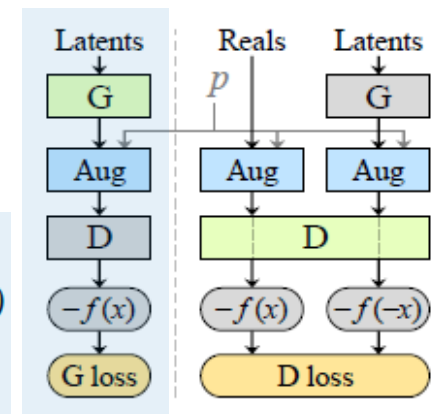 Latents Reals Latents
p
G G
Aug Aug Aug
D D
)
−f(x) −f(x) −f(−x)
G loss D loss